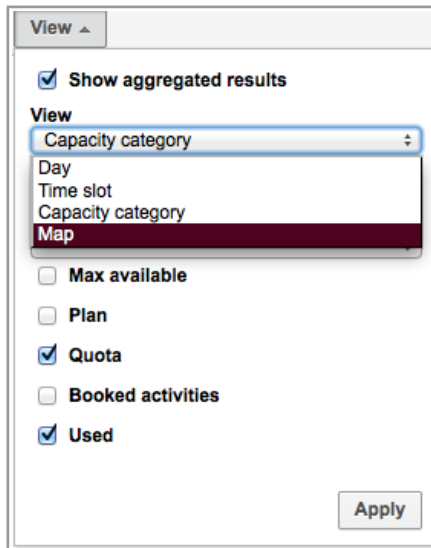 View
Show aggregated results
View
Capacity category
Day
Time slot
Capacity category
Map
Max available
Plan
Quota
Booked activities
Used
Apply